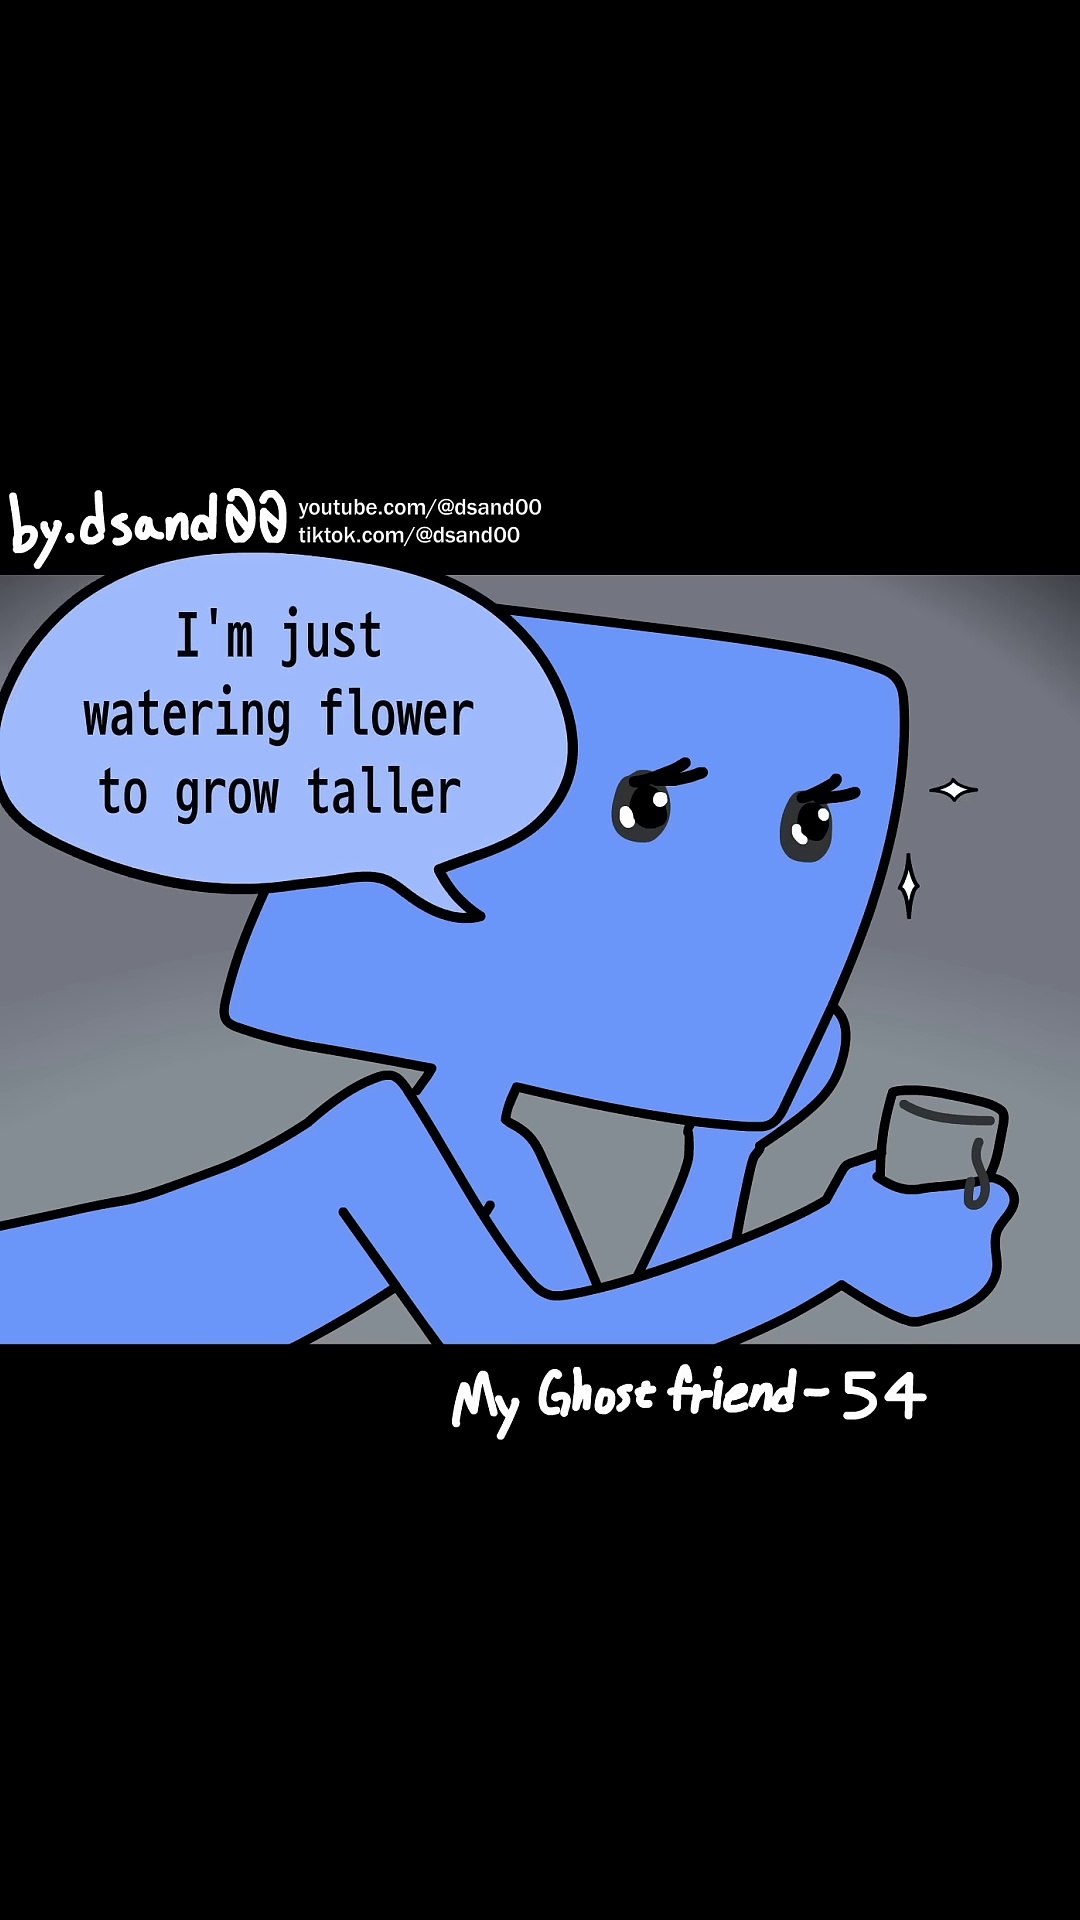 by.dsand00
youtube.com/@dsand00
tiktok.com/@dsand00
I'm just
watering flower
to grow taller
My Ghost friend-54